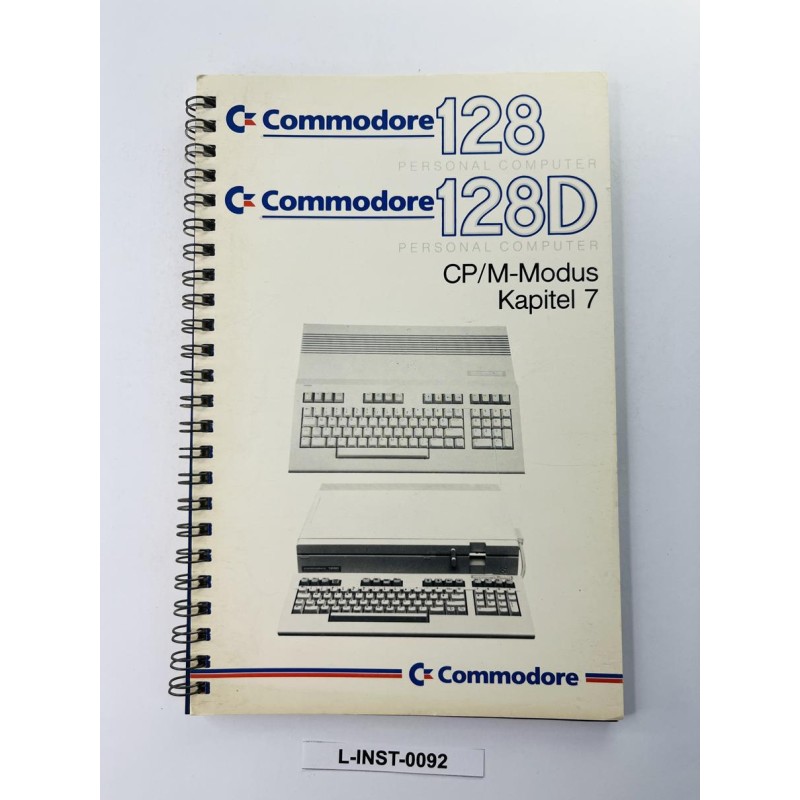 Commodore 128
PERSONAL COMPUTER
Commodore 128D
PERSONAL COMPUTER
CP/M-Modus
Kapitel 7
Commodore
L-INST-0092